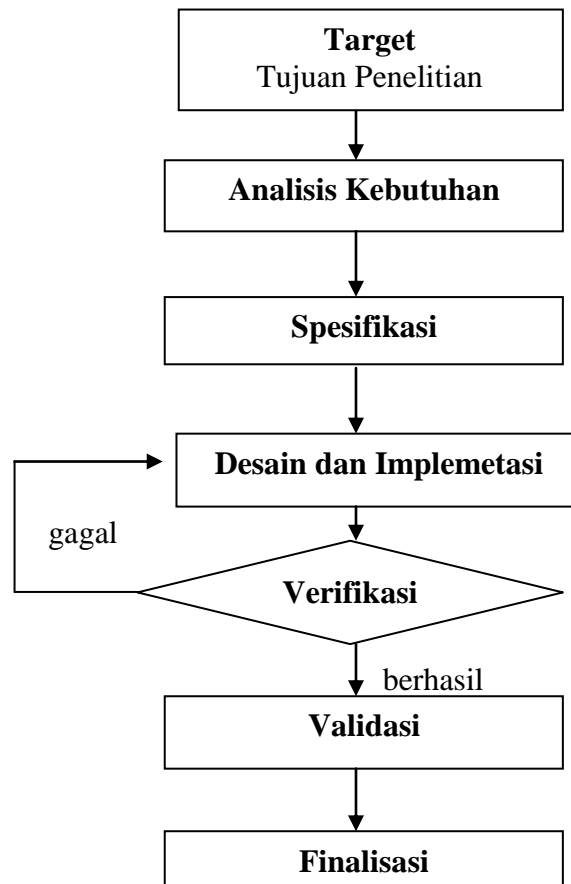 Target
Tujuan Penelitian
Analisis Kebutuhan
Spesifikasi
Desain dan Implemetasi
gagal
Verifikasi
berhasil
Validasi
Finalisasi